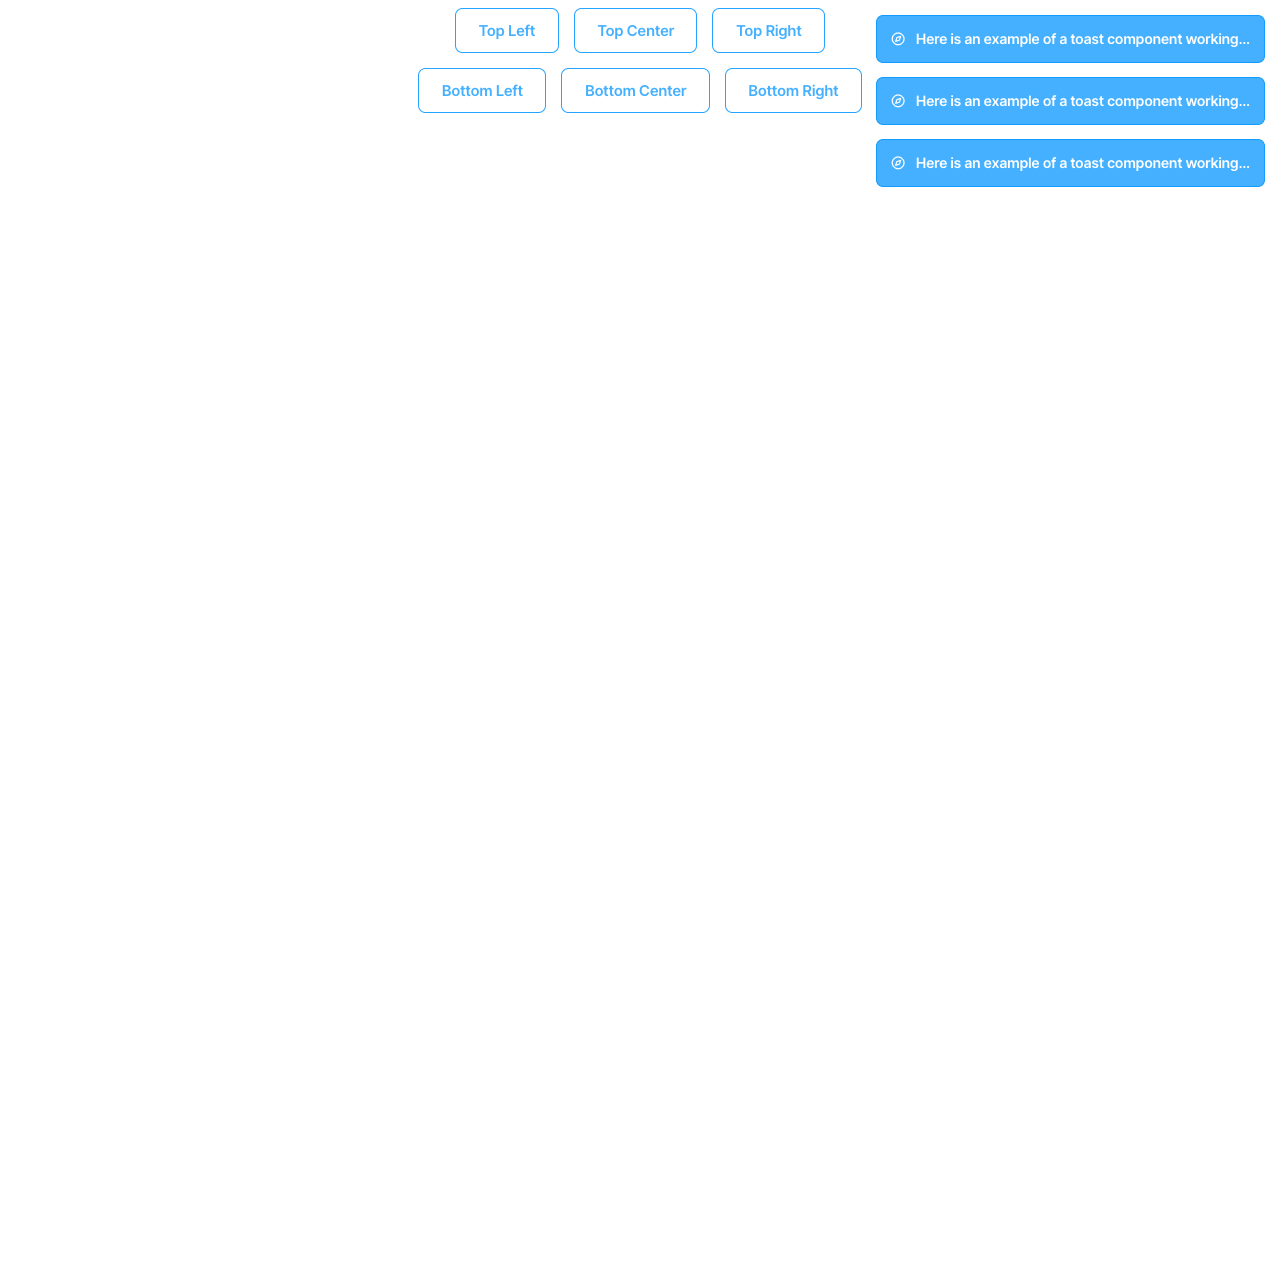 Top Left
Top Center
Top Right
Bottom Left
Bottom Center
Bottom Right
Here is an example of a toast component working...
Here is an example of a toast component working...
Here is an example of a toast component working...